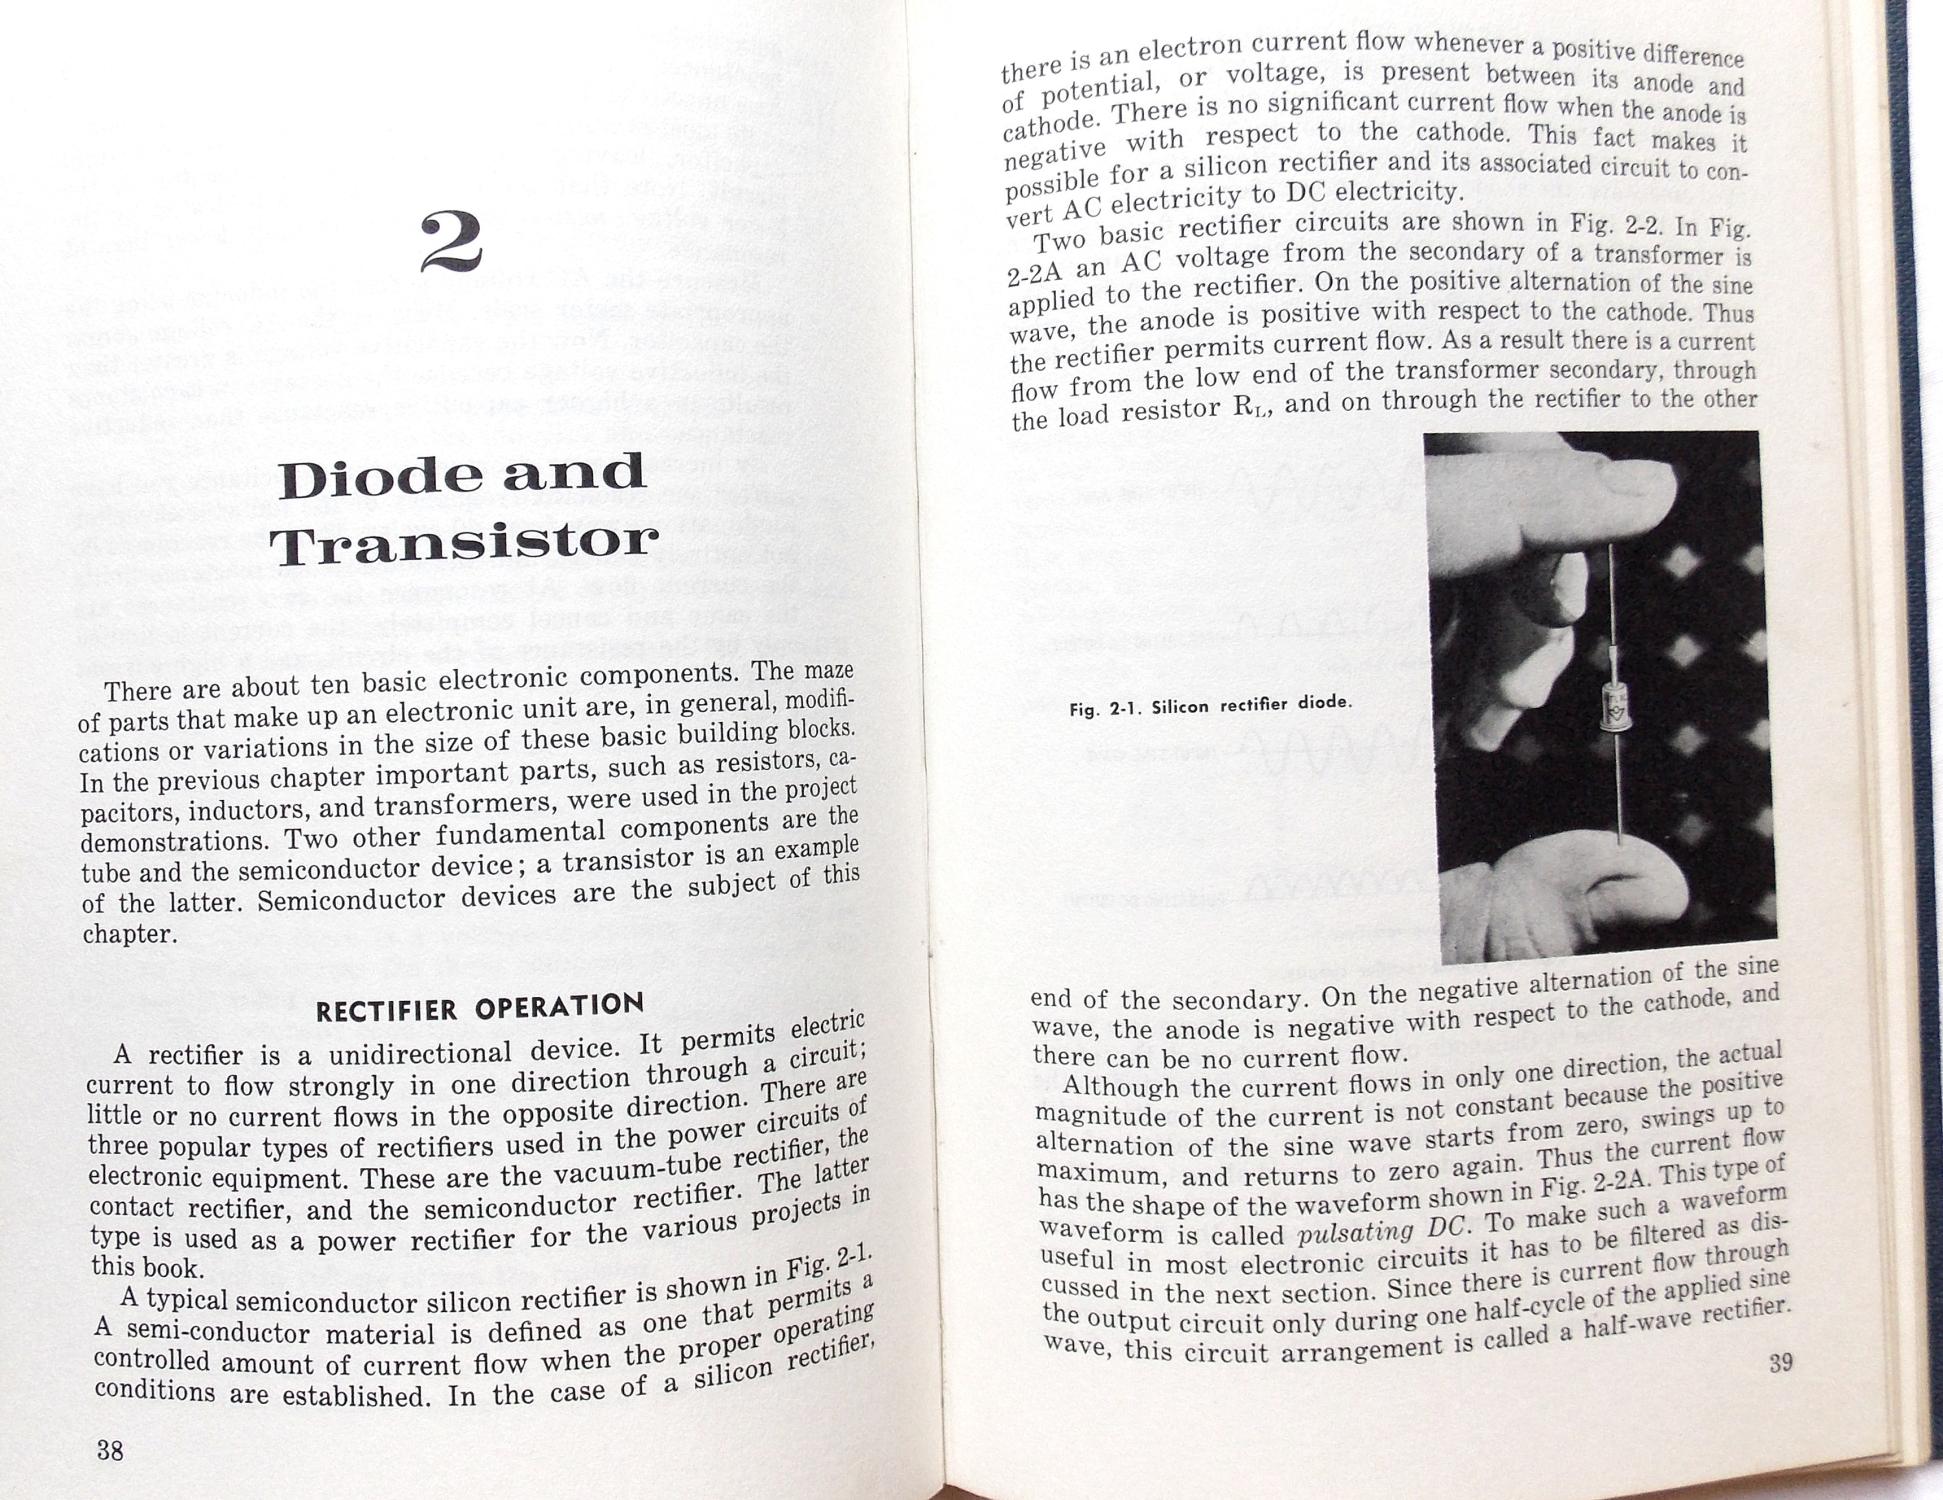 2
Diode and
Transistor
There are about ten basic electronic components. The maze
of parts that make up an electronic unit are, in general, modifi-
cations or variations in the size of these basic building blocks.
In the previous chapter important parts, such as resistors, ca-
pacitors, inductors, and transformers, were used in the project
demonstrations. Two other fundamental components are the
tube and the semiconductor device; a transistor is an example
of the latter. Semiconductor devices are the subject of this
chapter.
RECTIFIER OPERATION
A rectifier is a unidirectional device. It permits electric
current to flow strongly in one direction through a circuit;
little or no current flows in the opposite direction. There are
three popular types of rectifiers used in the power circuits of
electronic equipment. These are the vacuum-tube rectifier, the
contact rectifier, and the semiconductor rectifier. The latter
type is used as a power rectifier for the various projects in
this book.
A typical semiconductor silicon rectifier is shown in Fig. 2-1.
A semi-conductor material is defined as one that permits a
controlled amount of current flow when the proper operating
conditions are established. In the case of a silicon rectifier,
38
there is an electron current flow whenever a positive difference
of potential, or voltage, is present between its anode and
cathode. There is no significant current flow when the anode is
negative with respect to the cathode. This fact makes it
possible for a silicon rectifier and its associated circuit to con-
vert AC electricity to DC electricity.
Two basic rectifier circuits are shown in Fig. 2-2. In Fig.
2-2A an AC voltage from the secondary of a transformer is
applied to the rectifier. On the positive alternation of the sine
wave, the anode is positive with respect to the cathode. Thus
the rectifier permits current flow. As a result there is a current
flow from the low end of the transformer secondary, through
the load resistor RL, and on through the rectifier to the other
Fig. 2-1. Silicon rectifier diode.
end of the secondary. On the negative alternation of the sine
wave, the anode is negative with respect to the cathode, and
there can be no current flow.
Although the current flows in only one direction, the actual
magnitude of the current is not constant because the positive
alternation of the sine wave starts from zero, swings up to
maximum, and returns to zero again. Thus the current flow
has the shape of the waveform shown in Fig. 2-2A. This type of
waveform is called pulsating DC. To make such a waveform
useful in most electronic circuits it has to be filtered as dis-
cussed in the next section. Since there is current flow through
the output circuit only during one half-cycle of the applied sine
wave, this circuit arrangement is called a half-wave rectifier.
39